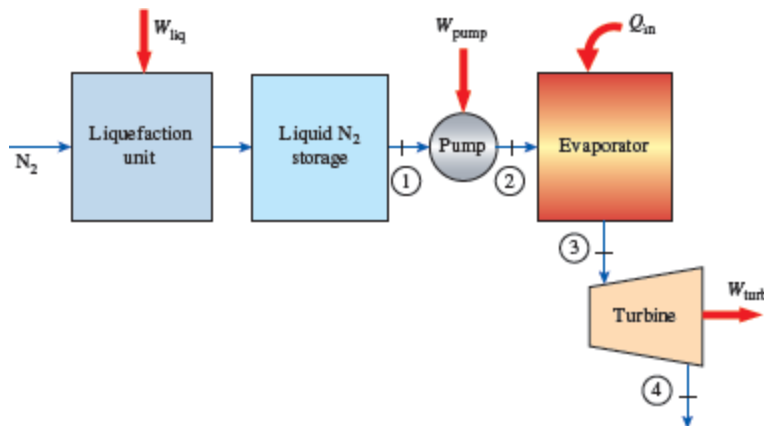 W_liq
W_pump
Q_in
Liquefaction
unit
Liquid N₂
storage
Pump
Evaporator
N₂
1
2
3
Turbine
W_turb
4